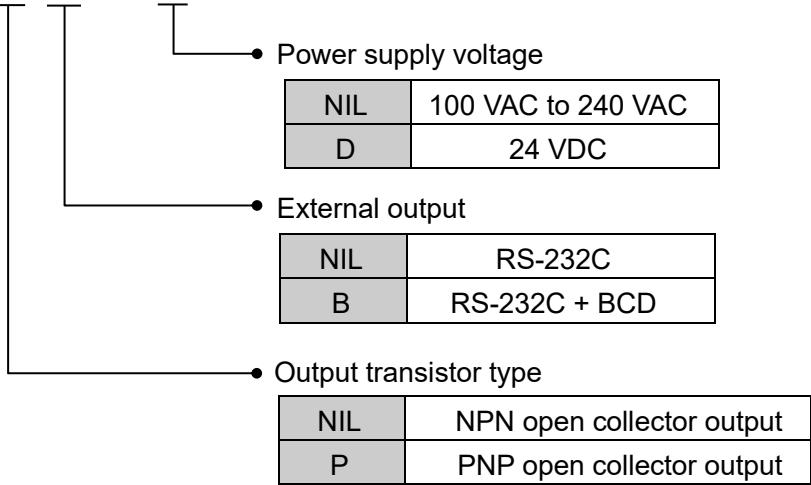 Power supply voltage
NIL 100 VAC to 240 VAC
D 24 VDC
External output
NIL RS-232C
B RS-232C + BCD
Output transistor type
NIL NPN open collector output
P PNP open collector output